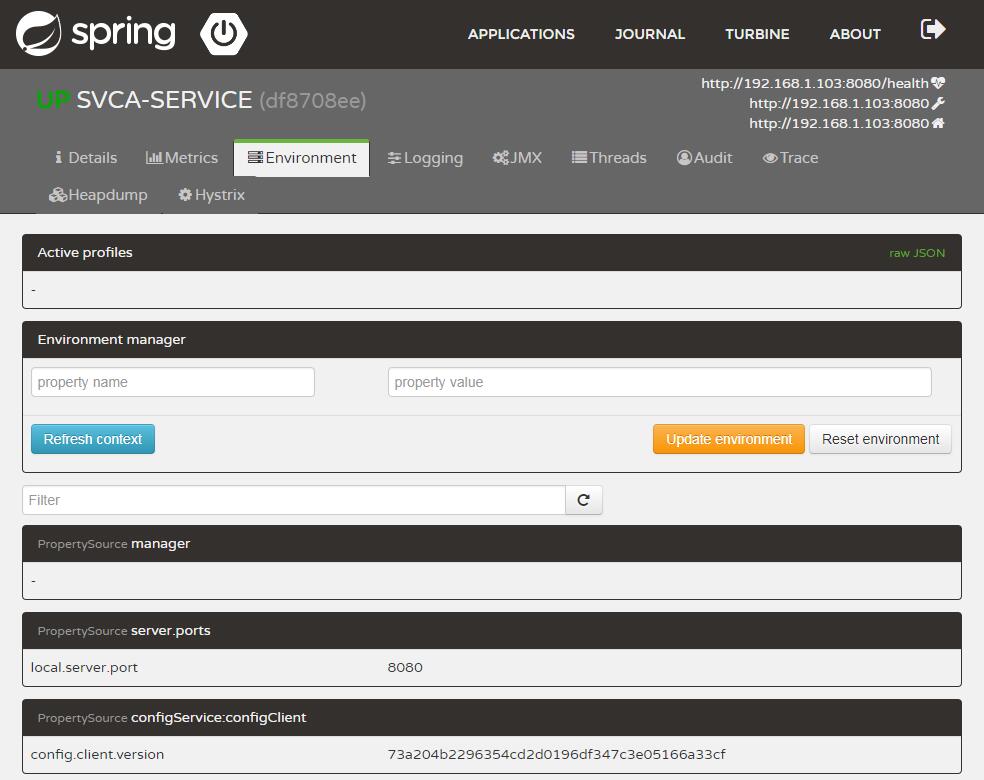 spring
APPLICATIONS JOURNAL TURBINE ABOUT
UP SVCA-SERVICE (df8708ee)
http://192.168.1.103:8080/health
http://192.168.1.103:8080
http://192.168.1.103:8080
Details Metrics Environment Logging JMX Threads Audit Trace
Heapdump Hystrix
Active profiles raw JSON
-
Environment manager
property name property value
Refresh context Update environment Reset environment
Filter
PropertySource manager
-
PropertySource server.ports
local.server.port 8080
PropertySource configService:configClient
config.client.version 73a204b2296354cd2d0196df347c3e05166a33cf